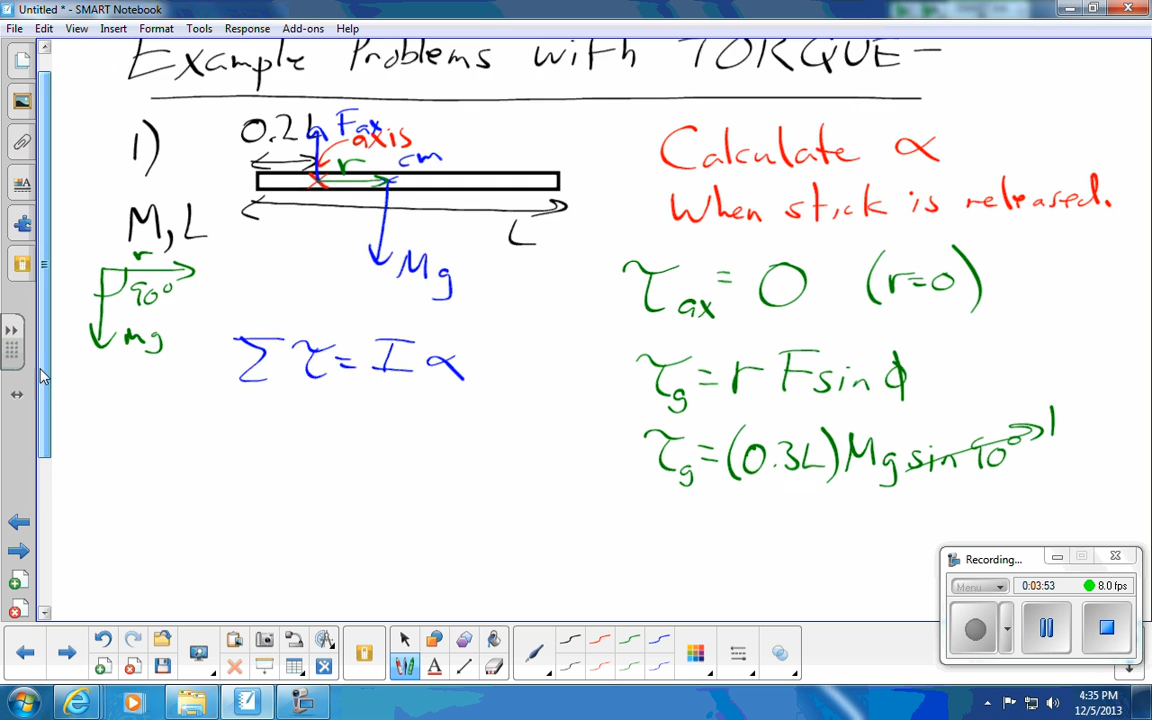 Untitled * - SMART Notebook
File Edit View Insert Format Tools Response Add-ons Help
Example Problems with TORQUE-
1)
0.2L
Fax
axis
r
cm
M, L
L
Mg
r
90°
Mg
Στ = I α
Calculate α
When stick is released.
τax = 0 (r=0)
τg = r F sin ϕ
τg = (0.3L) Mg sin 90° 1
Recording...
Menu 0:03:53 8.0 fps
A
4:35 PM
12/5/2013